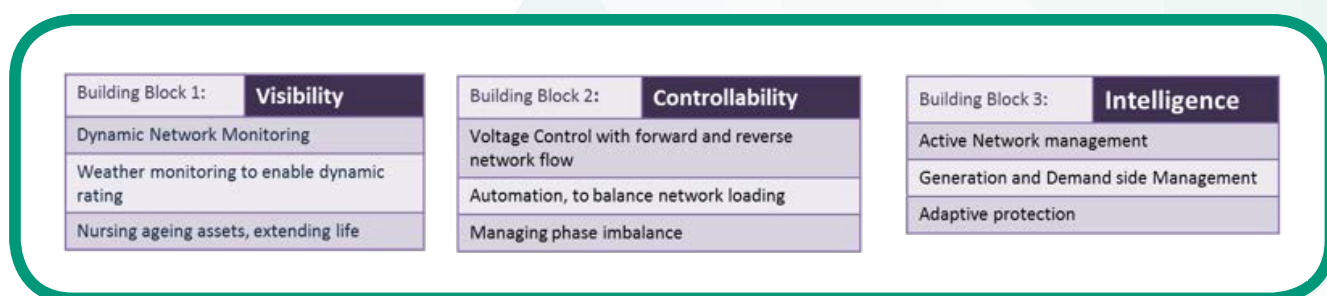 Building Block 1: Visibility
Dynamic Network Monitoring
Weather monitoring to enable dynamic
rating
Nursing ageing assets, extending life
Building Block 2: Controllability
Voltage Control with forward and reverse
network flow
Automation, to balance network loading
Managing phase imbalance
Building Block 3: Intelligence
Active Network management
Generation and Demand side Management
Adaptive protection